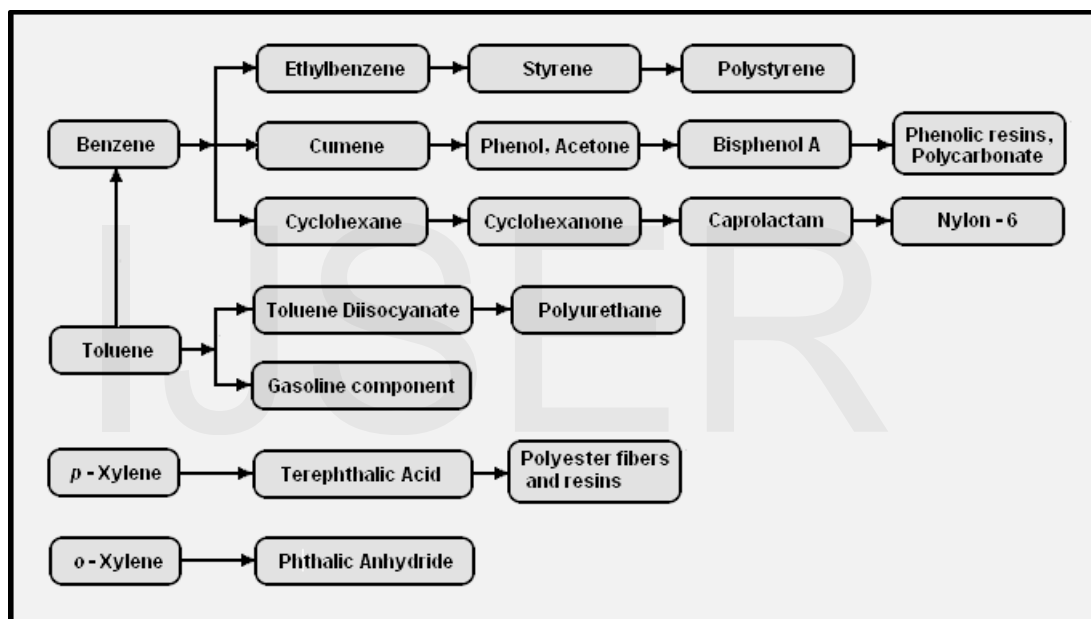 Ethylbenzene
Styrene
Polystyrene
Benzene
Cumene
Phenol, Acetone
Bisphenol A
Phenolic resins,
Polycarbonate
Cyclohexane
Cyclohexanone
Caprolactam
Nylon - 6
Toluene
Toluene Diisocyanate
Polyurethane
Gasoline component
p - Xylene
Terephthalic Acid
Polyester fibers
and resins
o - Xylene
Phthalic Anhydride
IJSER